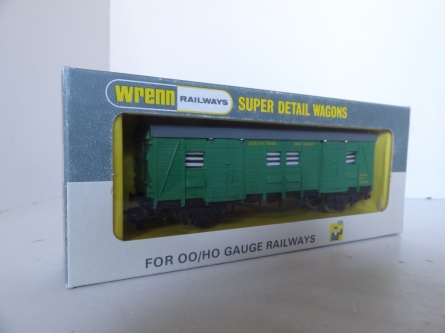 wrenn RAILWAYS SUPER DETAIL WAGONS
FOR OO/HO GAUGE RAILWAYS